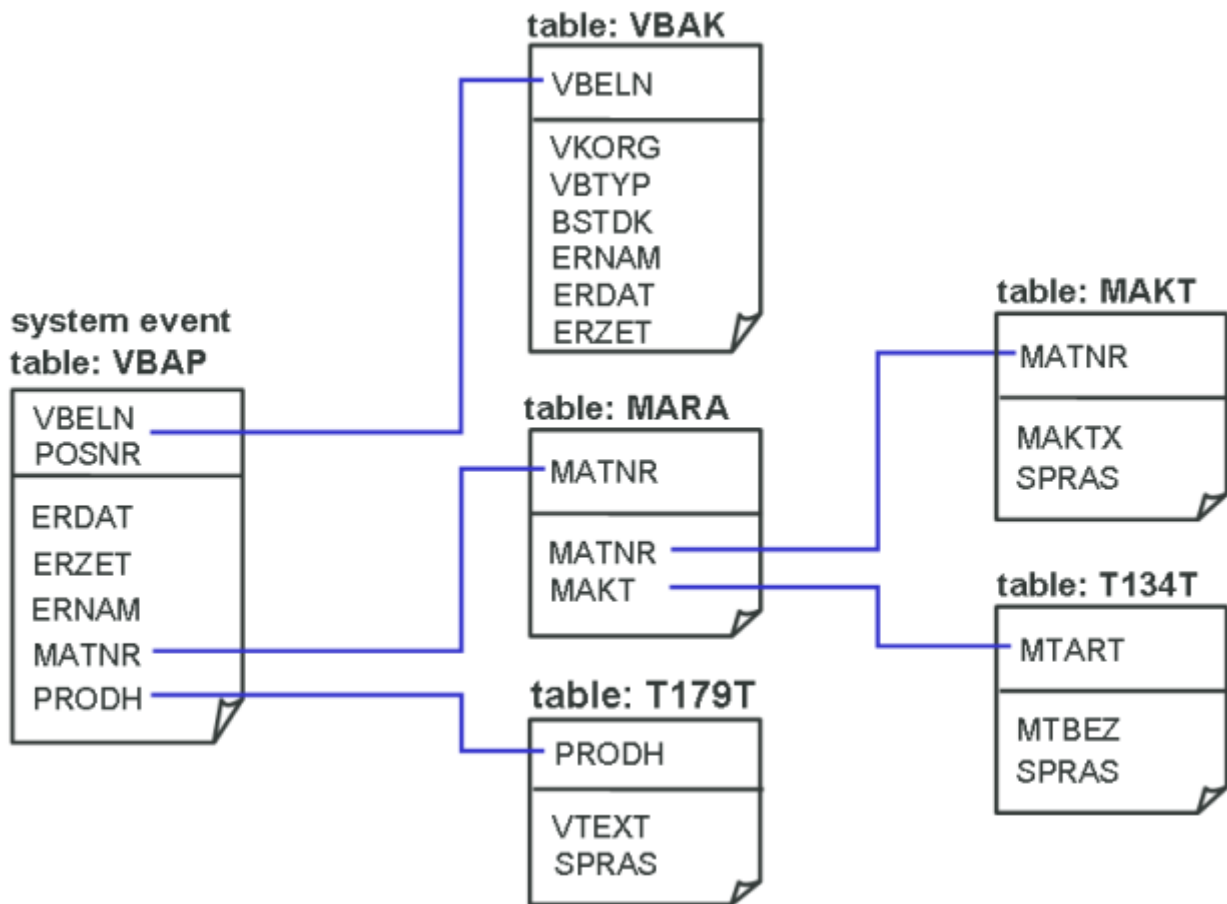 system event
table: VBAP
VBELN
POSNR
ERDAT
ERZET
ERNAM
MATNR
PRODH
table: VBAK
VBELN
VKORG
VBTYP
BSTDK
ERNAM
ERDAT
ERZET
table: MARA
MATNR
MATNR
MAKT
table: T179T
PRODH
VTEXT
SPRAS
table: MAKT
MATNR
MAKTX
SPRAS
table: T134T
MTART
MTBEZ
SPRAS